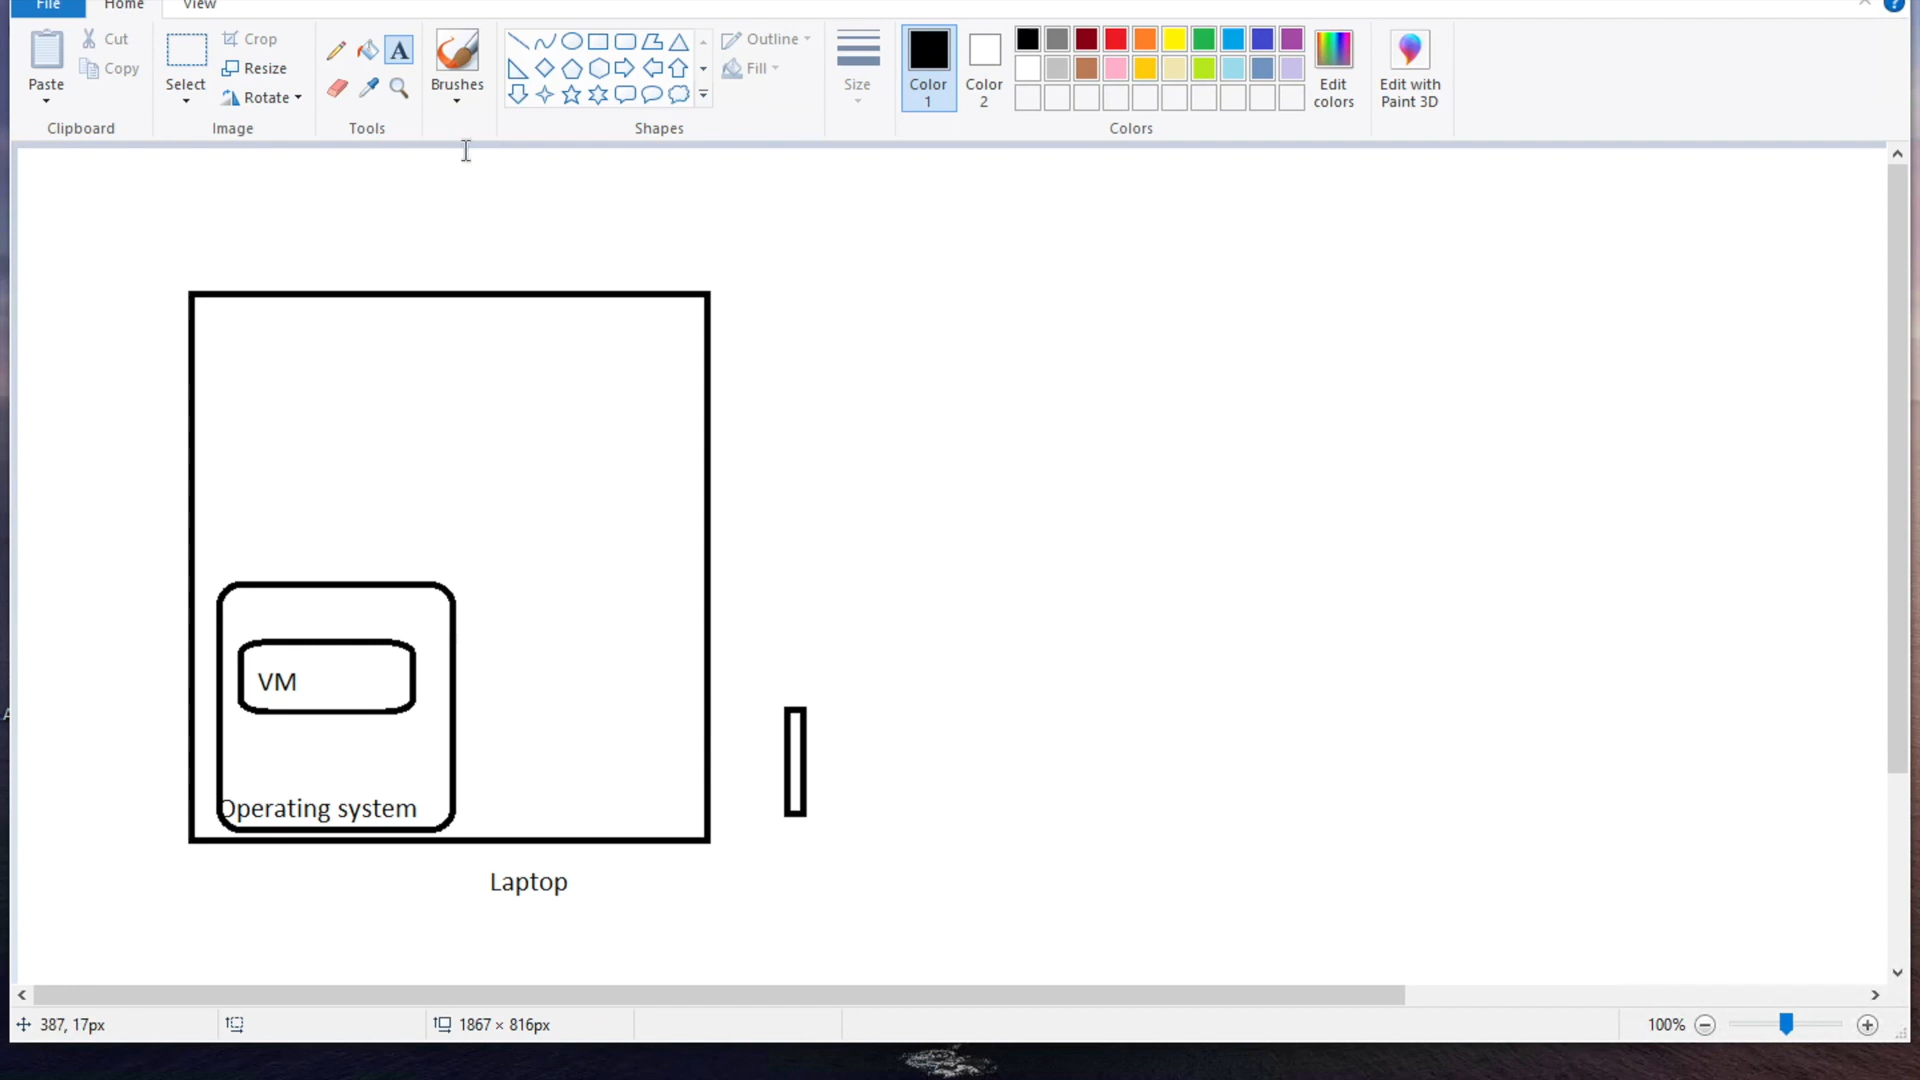 File
Home
View
Paste
Cut
Copy
Clipboard
Select
Crop
Resize
Rotate
Image
A
Tools
Brushes
Shapes
Outline
Fill
Size
Color
1
Color
2
Edit
colors
Edit with
Paint 3D
Colors
VM
Operating system
Laptop
387, 17px
1867 × 816px
100%